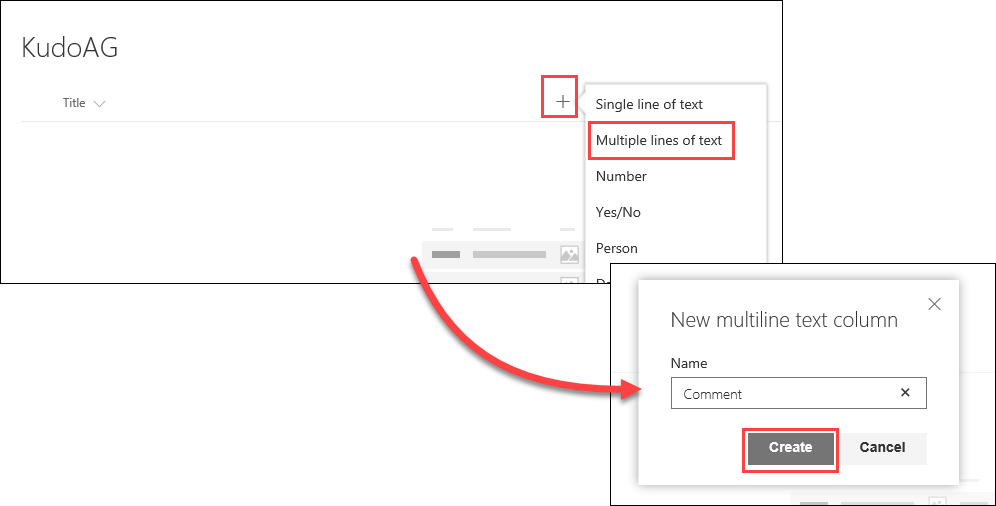 KudoAG
Title
Single line of text
Multiple lines of text
Number
Yes/No
Person
New multiline text column
Name
Comment
Create Cancel